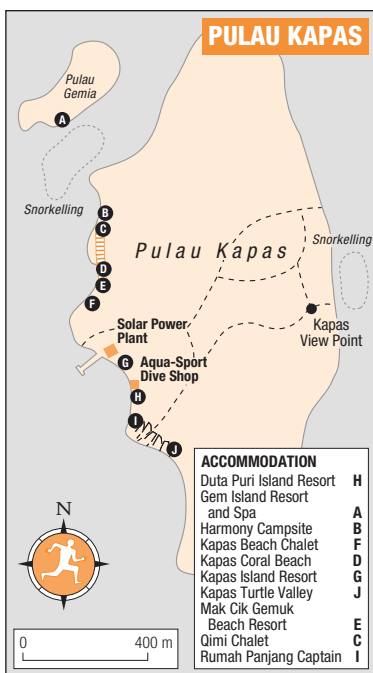 PULAU KAPAS
Pulau
Gemia
A
Snorkelling
B
C
Pulau Kapas
Snorkelling
D
E
F
Kapas
View Point
Solar Power
Plant
G
Aqua-Sport
Dive Shop
H
I
J
N
0 400 m
ACCOMMODATION
Duta Puri Island Resort H
Gem Island Resort
and Spa A
Harmony Campsite B
Kapas Beach Chalet F
Kapas Coral Beach D
Kapas Island Resort G
Kapas Turtle Valley J
Mak Cik Gemuk
Beach Resort E
Qimi Chalet C
Rumah Panjang Captain I